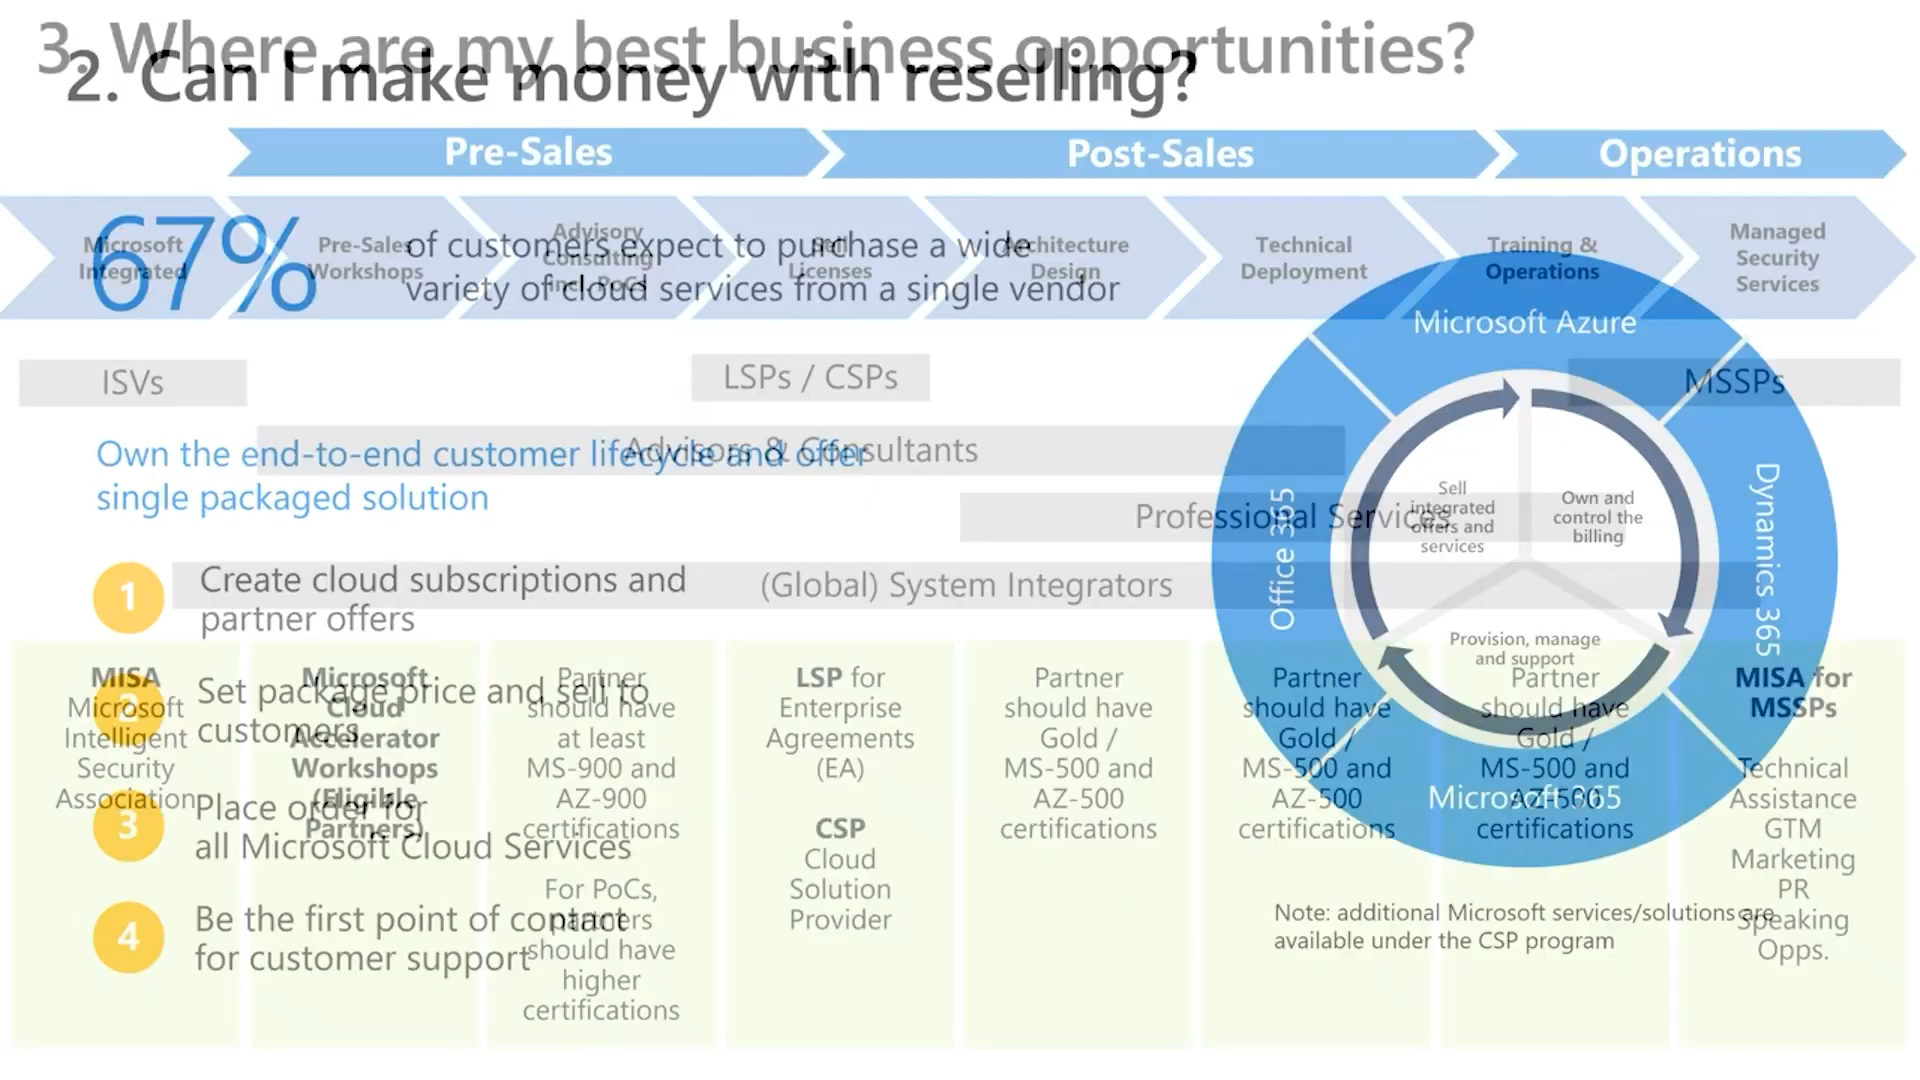 3. Where are my best business opportunities?
2. Can I make money with reselling?
Pre-Sales
Post-Sales
Operations
67%
of customers expect to purchase a wide
variety of cloud services from a single vendor
Microsoft
Integrated
Pre-Sales
Workshops
Advisory
Consulting
incl. PoCs
Sell
Licenses
Architecture
Design
Technical
Deployment
Training &
Operations
Managed
Security
Services
ISVs
LSPs / CSPs
MSSPs
Advisors & Consultants
Professional Services
(Global) System Integrators
Own the end-to-end customer lifecycle and offer
single packaged solution
1
Create cloud subscriptions and
partner offers
2
Set package price and sell to
customers
3
Place order for
all Microsoft Cloud Services
4
Be the first point of contact
for customer support
Microsoft Azure
Dynamics 365
Microsoft 365
Office 365
Sell
integrated
offers and
services
Own and
control the
billing
Provision, manage
and support
Note: additional Microsoft services/solutions are
available under the CSP program
MISA
Microsoft
Intelligent
Security
Association
Microsoft
Cloud
Accelerator
Workshops
(Eligible
Partners)
Partner
should have
at least
MS-900 and
AZ-900
certifications
For PoCs,
partners
should have
higher
certifications
LSP for
Enterprise
Agreements
(EA)
CSP
Cloud
Solution
Provider
Partner
should have
Gold /
MS-500 and
AZ-500
certifications
Partner
should have
Gold /
MS-500 and
AZ-500
certifications
Partner
should have
Gold /
MS-500 and
AZ-500
certifications
MISA for
MSSPs
Technical
Assistance
GTM
Marketing
PR
Speaking
Opps.